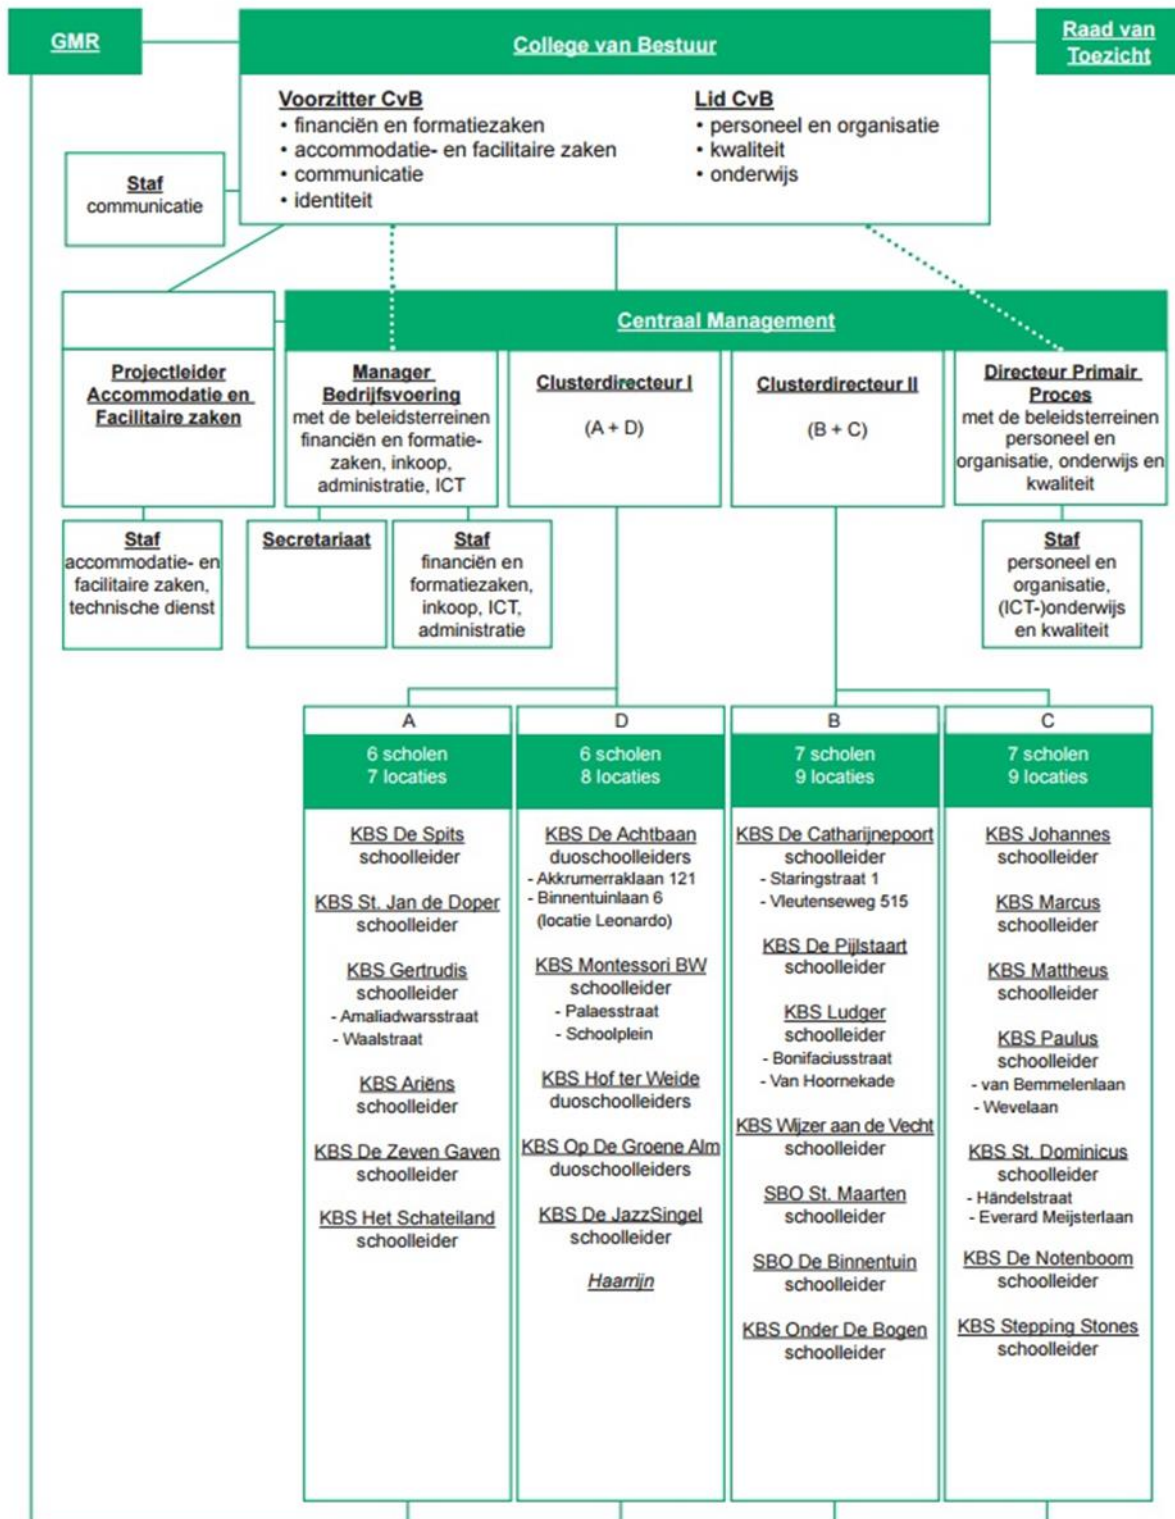 GMR
College van Bestuur
Raad van
Toezicht
Voorzitter CvB
• financiën en formatiezaken
• accommodatie- en facilitaire zaken
• communicatie
• identiteit
Lid CvB
• personeel en organisatie
• kwaliteit
• onderwijs
Staf
communicatie
Centraal Management
Projectleider
Accommodatie en
Facilitaire zaken
Manager
Bedrijfsvoering
met de beleidsterreinen
financiën en formatie-
zaken, inkoop,
administratie, ICT
Clusterdirecteur I
(A + D)
Clusterdirecteur II
(B + C)
Directeur Primair
Proces
met de beleidsterreinen
personeel en
organisatie, onderwijs en
kwaliteit
Staf
accommodatie- en
facilitaire zaken,
technische dienst
Secretariaat
Staf
financiën en
formatiezaken,
inkoop, ICT,
administratie
Staf
personeel en
organisatie,
(ICT-)onderwijs
en kwaliteit
A
6 scholen
7 locaties
KBS De Spits
schoolleider
KBS St. Jan de Doper
schoolleider
KBS Gertrudis
schoolleider
- Amaliadwarsstraat
- Waalstraat
KBS Ariëns
schoolleider
KBS De Zeven Gaven
schoolleider
KBS Het Schateiland
schoolleider
D
6 scholen
8 locaties
KBS De Achtbaan
duoschoolleiders
- Akkrumerraklaan 121
- Binnentuinlaan 6
(locatie Leonardo)
KBS Montessori BW
schoolleider
- Palaesstraat
- Schoolplein
KBS Hof ter Weide
duoschoolleiders
KBS Op De Groene Alm
duoschoolleiders
KBS De JazzSingel
schoolleider
Haarrijn
B
7 scholen
9 locaties
KBS De Catharijnepoort
schoolleider
- Staringstraat 1
- Vleutenseweg 515
KBS De Pijlstaart
schoolleider
KBS Ludger
schoolleider
- Bonifaciusstraat
- Van Hoornekade
KBS Wijzer aan de Vecht
schoolleider
SBO St. Maarten
schoolleider
SBO De Binnentuin
schoolleider
KBS Onder De Bogen
schoolleider
C
7 scholen
9 locaties
KBS Johannes
schoolleider
KBS Marcus
schoolleider
KBS Mattheus
schoolleider
KBS Paulus
schoolleider
- van Bemmelenlaan
- Wevelaan
KBS St. Dominicus
schoolleider
- Händelstraat
- Everard Meijsterlaan
KBS De Notenboom
schoolleider
KBS Stepping Stones
schoolleider